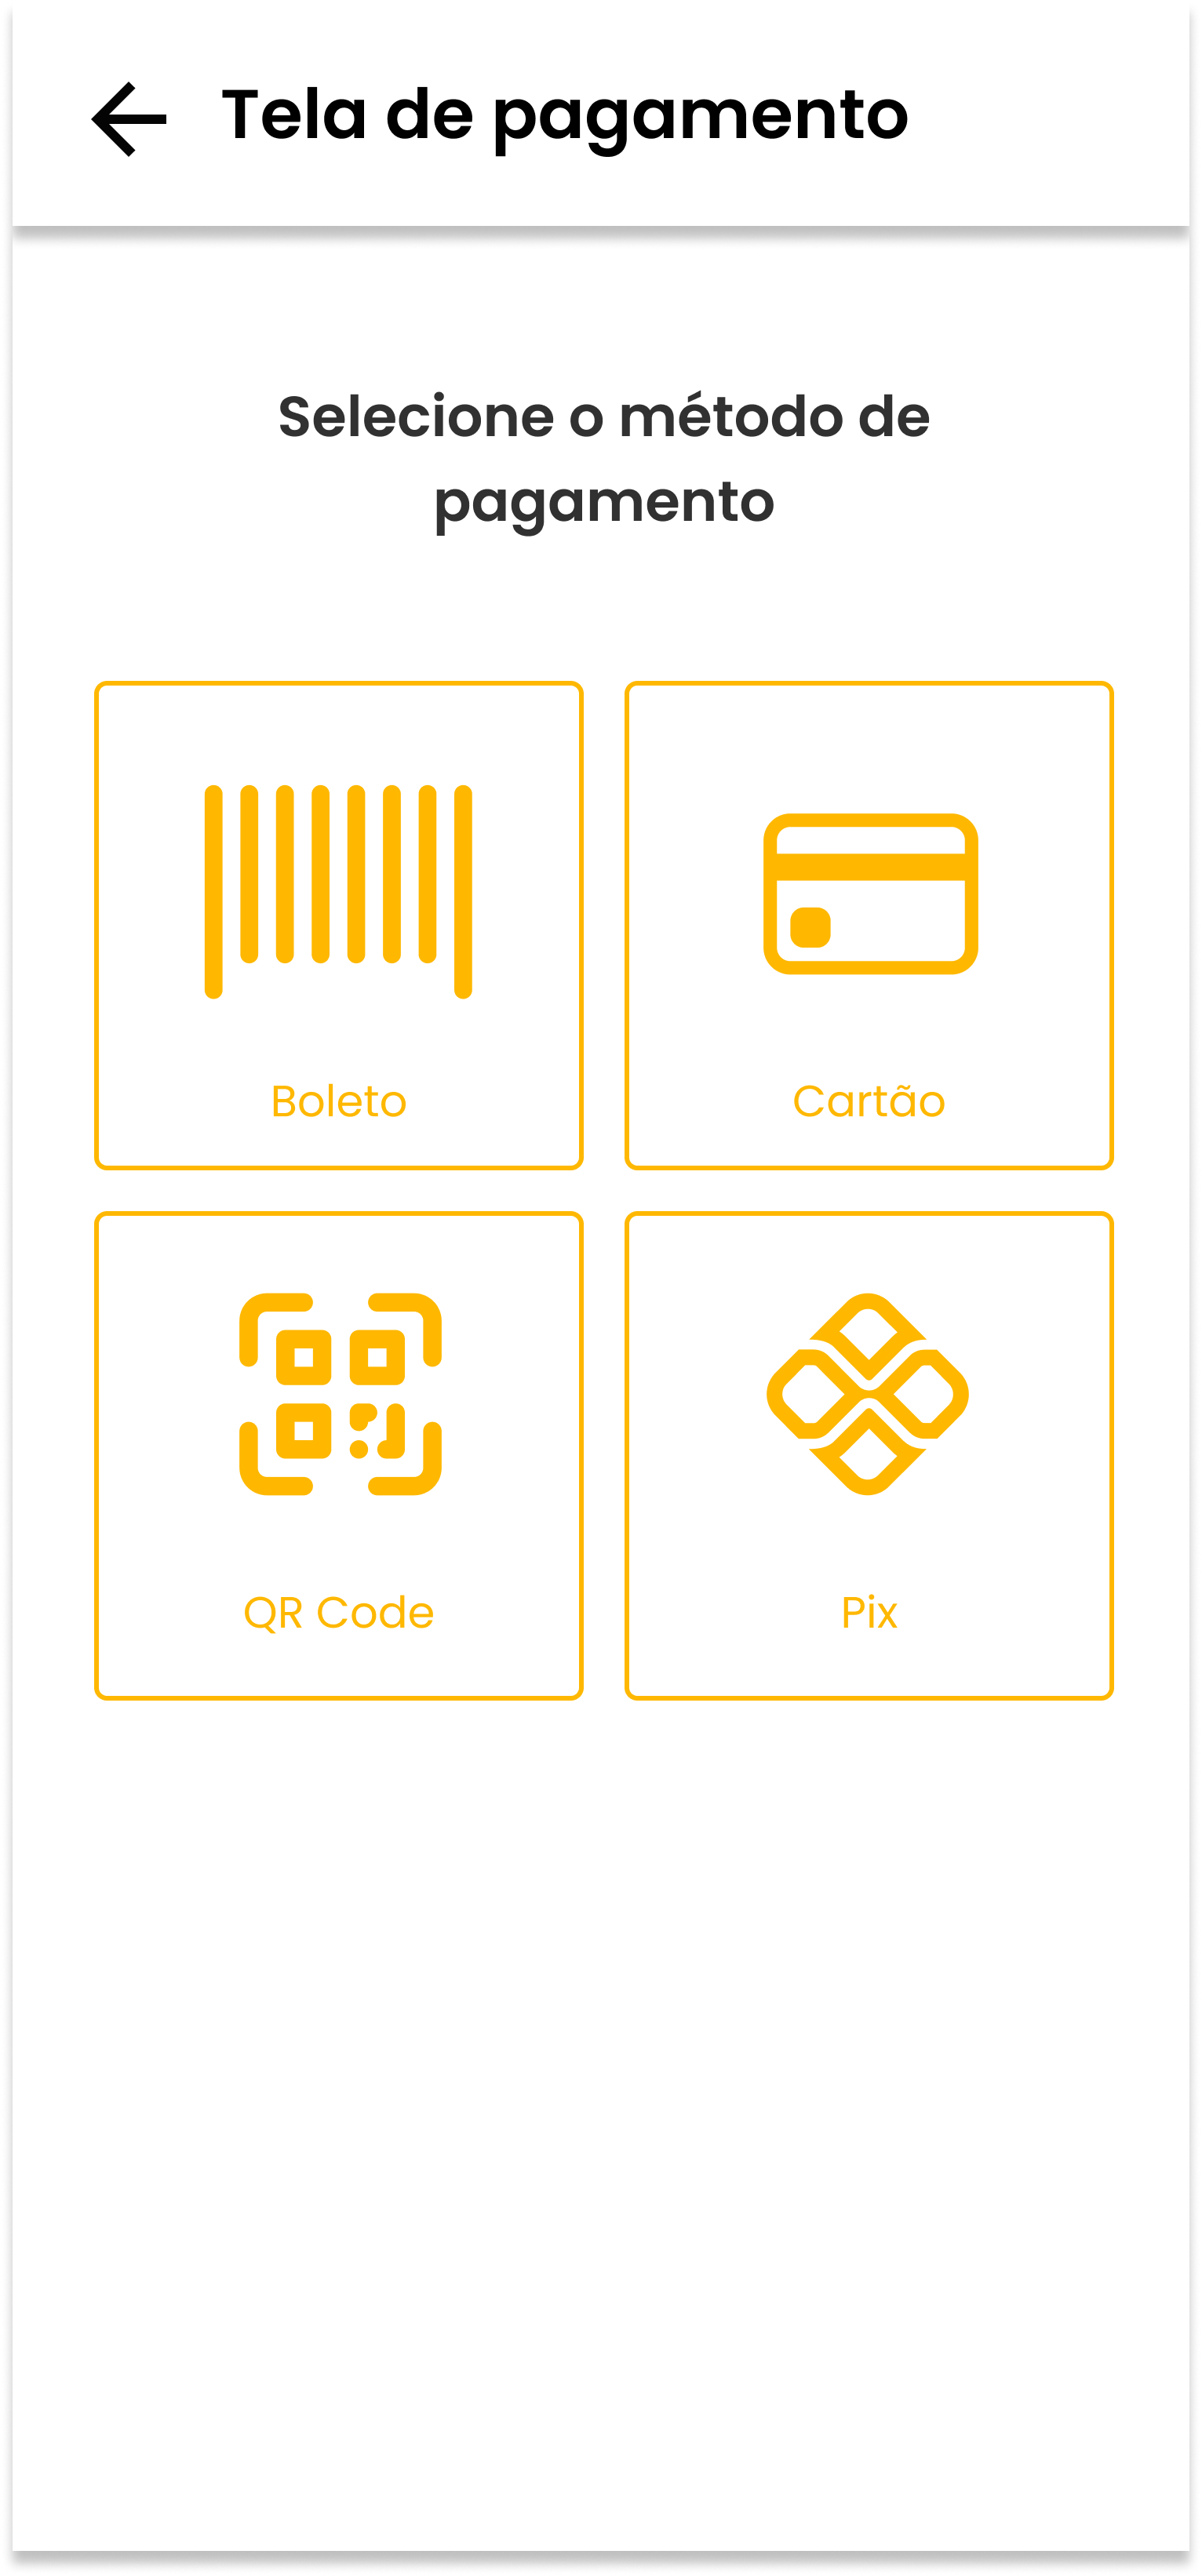 Tela de pagamento
Selecione o método de
pagamento
Boleto
Cartão
QR Code
Pix